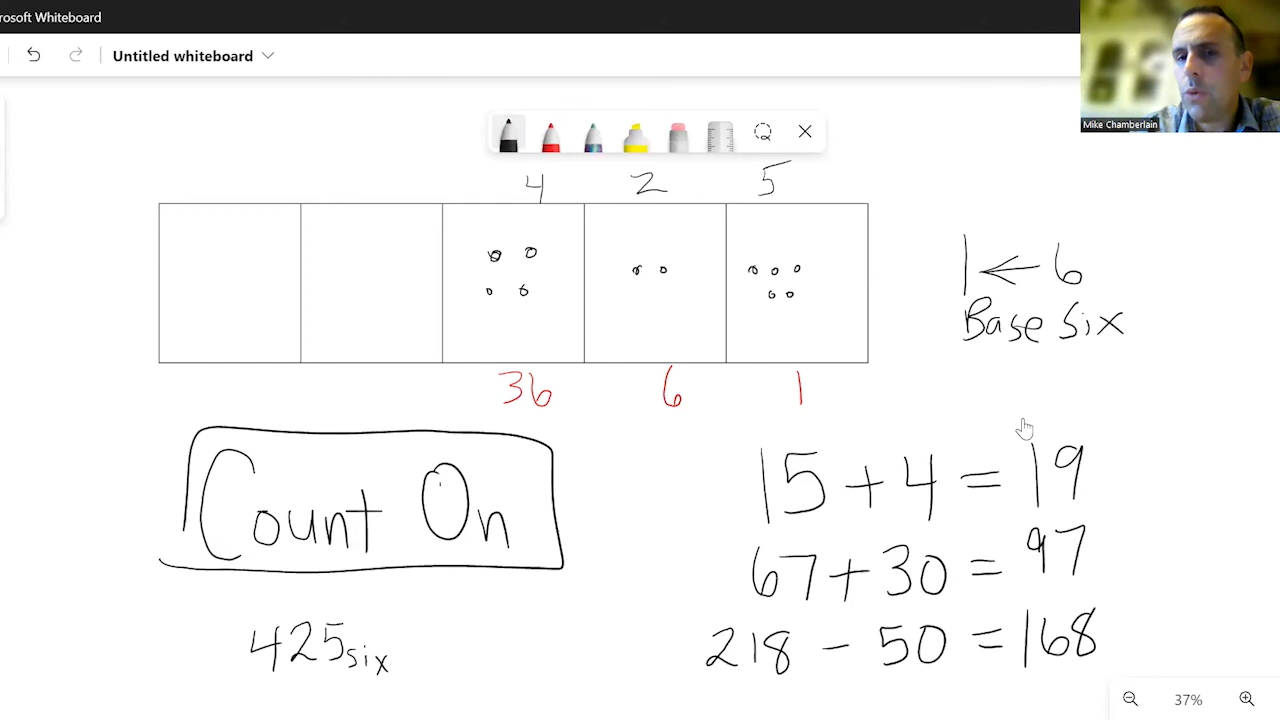 rosoft Whiteboard
Untitled whiteboard
Mike Chamberlain
4 2 5
1 ← 6
Base six
36 6 1
Count On
15 + 4 = 19
67 + 30 = 97
218 - 50 = 168
425six
37%